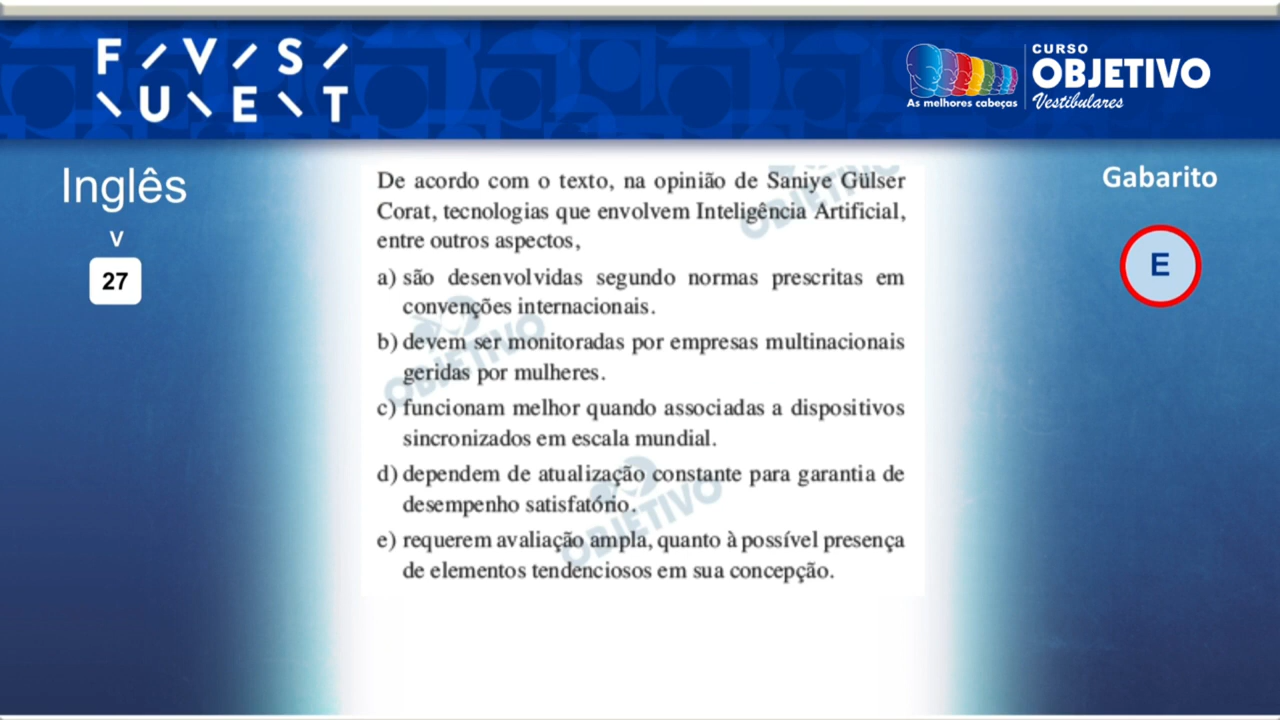 F / V / S /
\ U \ E \ T
As melhores cabeças
CURSO
OBJETIVO
Vestibulares
Inglês
V
27
De acordo com o texto, na opinião de Saniye Gülser
Corat, tecnologias que envolvem Inteligência Artificial,
entre outros aspectos,
a) são desenvolvidas segundo normas prescritas em
convenções internacionais.
b) devem ser monitoradas por empresas multinacionais
geridas por mulheres.
c) funcionam melhor quando associadas a dispositivos
sincronizados em escala mundial.
d) dependem de atualização constante para garantia de
desempenho satisfatório.
e) requerem avaliação ampla, quanto à possível presença
de elementos tendenciosos em sua concepção.
OBJETIVO
OBJETIVO
OBJETIVO
Gabarito
E